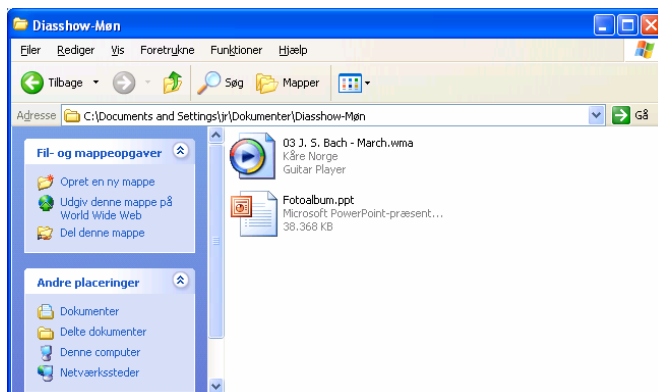 Diasshow-Møn
Filer Rediger Vis Foretrukne Funktioner Hjælp
Tilbage Søg Mapper
Adresse C:\Documents and Settings\jr\Dokumenter\Diasshow-Møn Gå
Fil- og mappeopgaver
Opret en ny mappe
Udgiv denne mappe på
World Wide Web
Del denne mappe
Andre placeringer
Dokumenter
Delte dokumenter
Denne computer
Netværkssteder
03 J. S. Bach - March.wma
Kåre Norge
Guitar Player
Fotoalbum.ppt
Microsoft PowerPoint-præsent...
38.368 KB